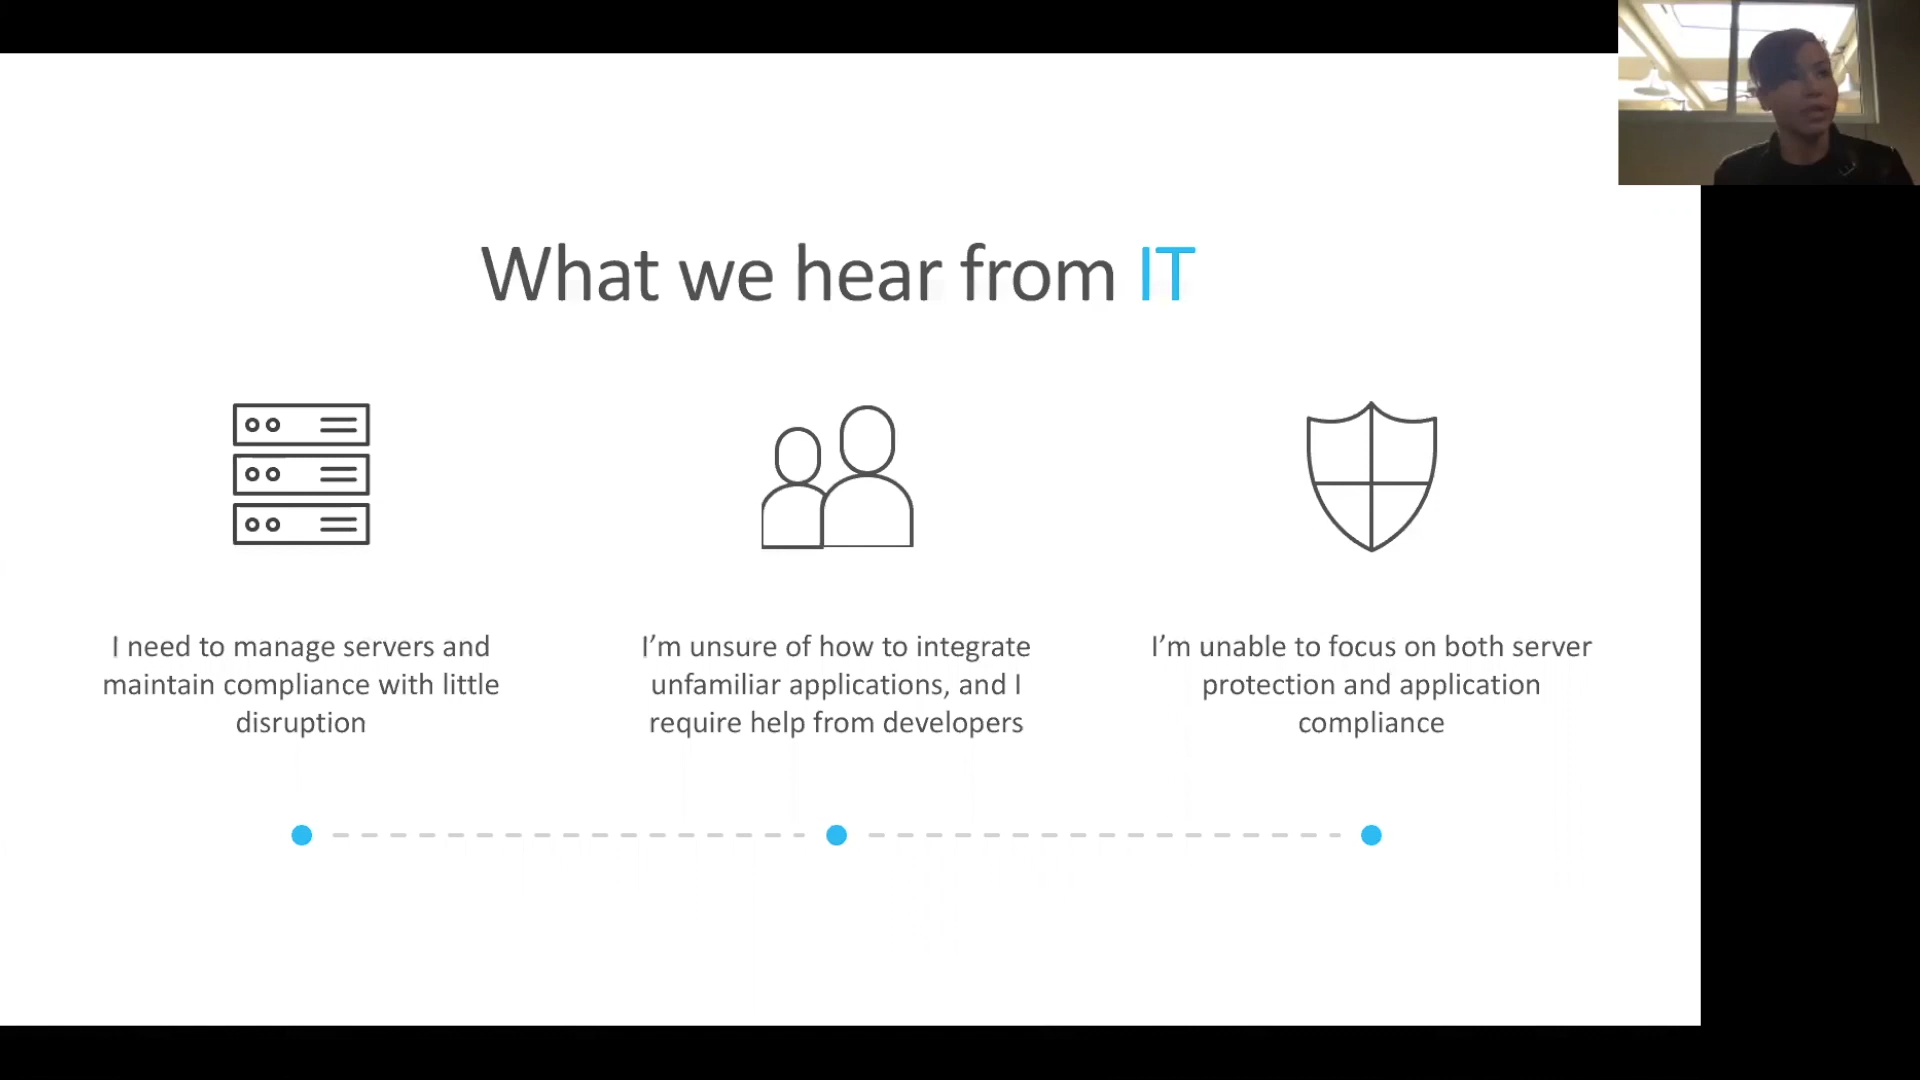 What we hear from IT
I need to manage servers and
maintain compliance with little
disruption
I’m unsure of how to integrate
unfamiliar applications, and I
require help from developers
I’m unable to focus on both server
protection and application
compliance